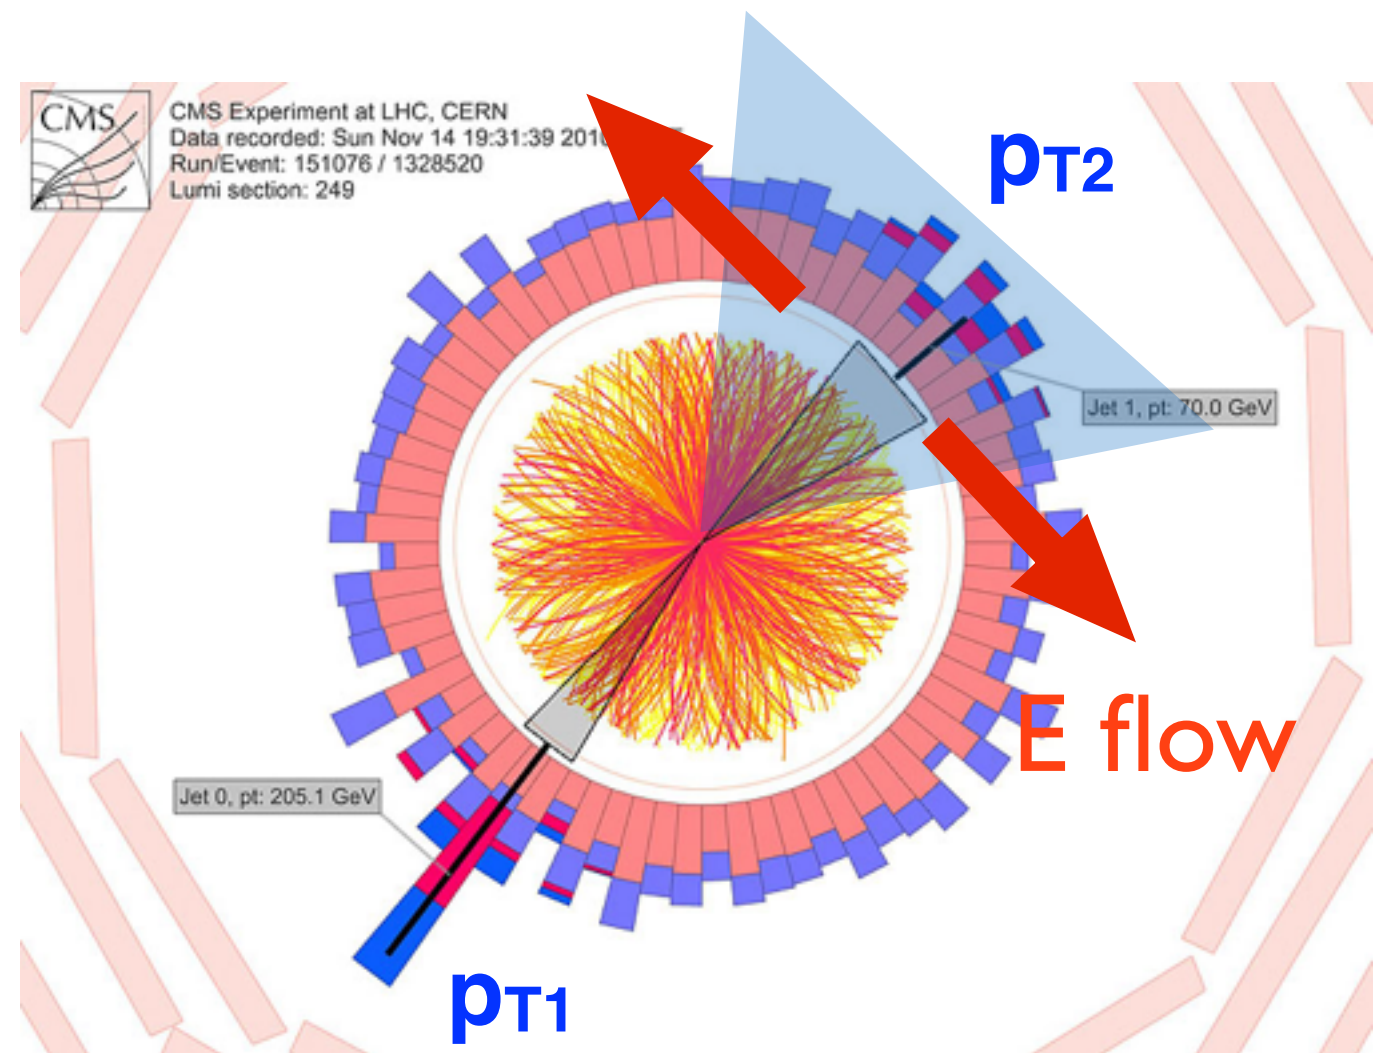 CMS
CMS Experiment at LHC, CERN
Data recorded: Sun Nov 14 19:31:39
Run/Event: 151076 / 1328520
Lumi section: 249
pT2
Jet 1, pt: 70.0 GeV
E flow
Jet 0, pt: 205.1 GeV
pT1